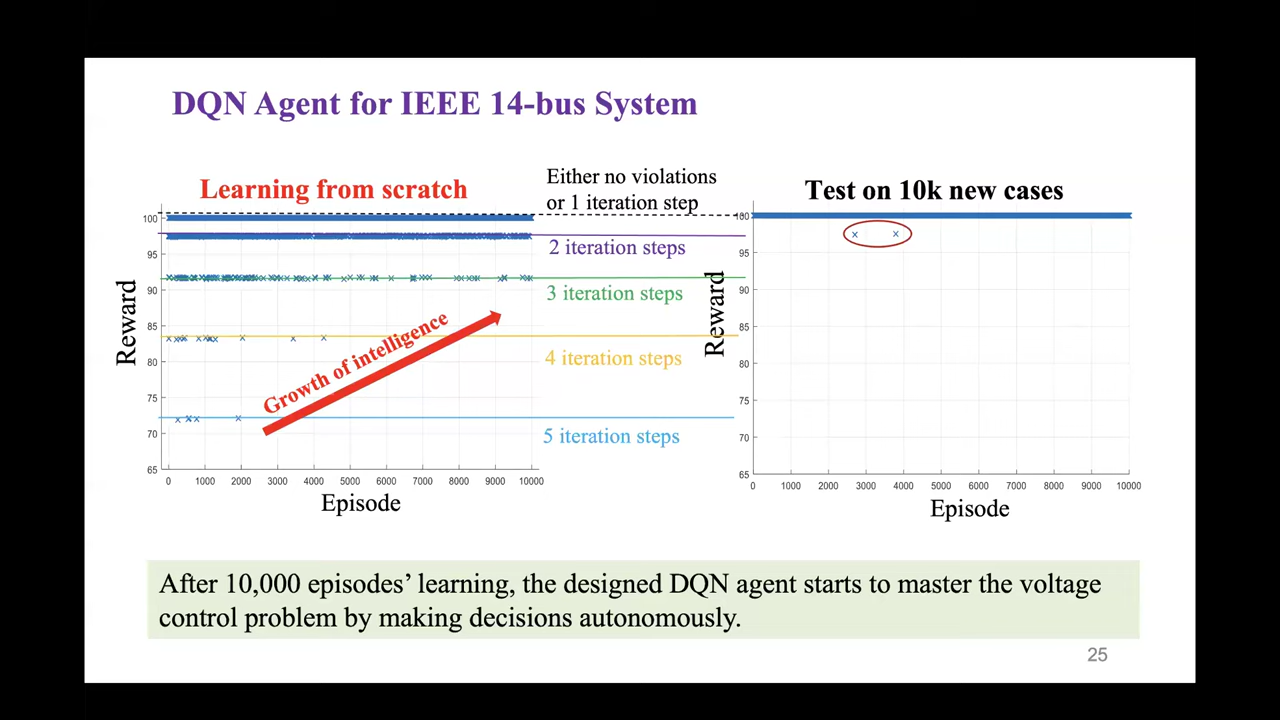 DQN Agent for IEEE 14-bus System
Learning from scratch
Either no violations
or 1 iteration step
Test on 10k new cases
Reward
100
95
90
85
80
75
70
65
0 1000 2000 3000 4000 5000 6000 7000 8000 9000 10000
Episode
Growth of intelligence
2 iteration steps
3 iteration steps
4 iteration steps
5 iteration steps
Reward
100
95
90
85
80
75
70
65
0 1000 2000 3000 4000 5000 6000 7000 8000 9000 10000
Episode
After 10,000 episodes’ learning, the designed DQN agent starts to master the voltage
control problem by making decisions autonomously.
25